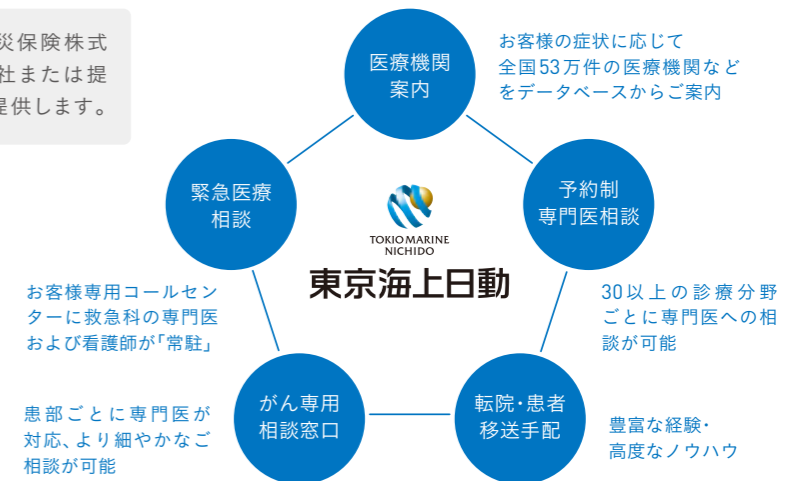 災保険株式
社または提
提供します。
医療機関
案内
お客様の症状に応じて
全国53万件の医療機関など
をデータベースからご案内
緊急医療
相談
予約制
専門医相談
TOKIO MARINE
NICHIDO
東京海上日動
お客様専用コールセン
ターに救急科の専門医
および看護師が「常駐」
30以上の診療分野
ごとに専門医への相
談が可能
がん専用
相談窓口
転院・患者
移送手配
患部ごとに専門医が
対応、より細やかなご
相談が可能
豊富な経験・
高度なノウハウ